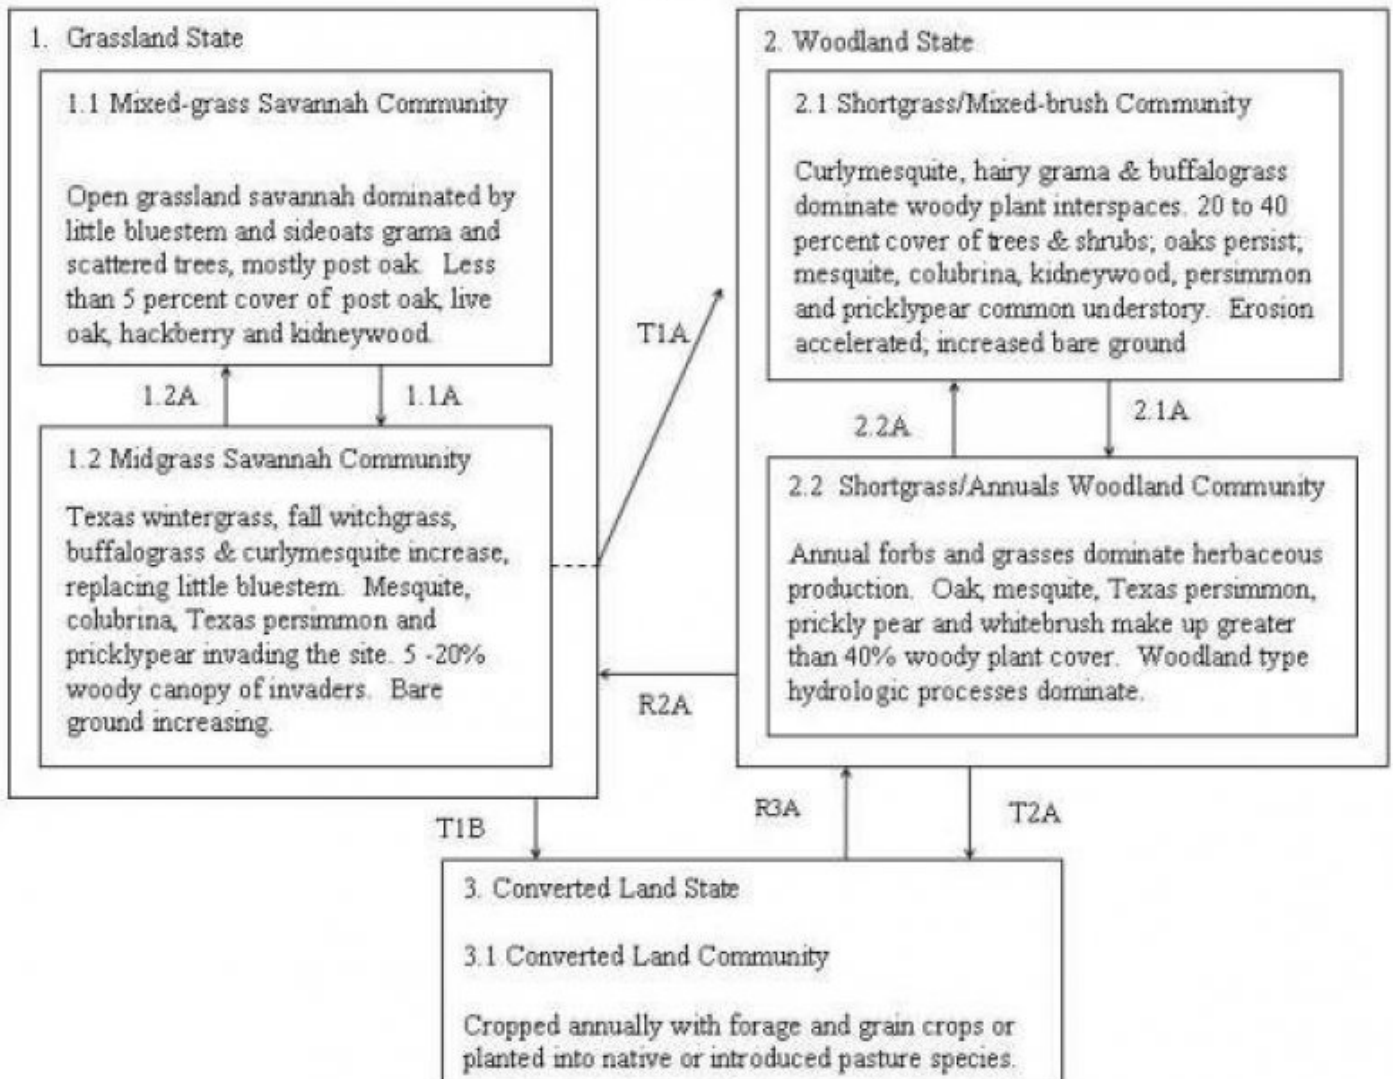 1. Grassland State
1.1 Mixed-grass Savannah Community
Open grassland savannah dominated by
little bluestem and sideoats grama and
scattered trees, mostly post oak. Less
than 5 percent cover of post oak, live
oak, hackberry and kidneywood.
1.2A
1.1A
1.2 Midgrass Savannah Community
Texas wintergrass, fall witchgrass,
buffalograss & curlymesquite increase,
replacing little bluestem. Mesquite,
colubrina, Texas persimmon and
pricklypear invading the site. 5 -20%
woody canopy of invaders. Bare
ground increasing.
T1A
R2A
2. Woodland State
2.1 Shortgrass/Mixed-brush Community
Curlymesquite, hairy grama & buffalograss
dominate woody plant interspaces. 20 to 40
percent cover of trees & shrubs; oaks persist;
mesquite, colubrina, kidneywood, persimmon
and pricklypear common understory. Erosion
accelerated; increased bare ground
2.2A
2.1A
2.2 Shortgrass/Annuals Woodland Community
Annual forbs and grasses dominate herbaceous
production. Oak, mesquite, Texas persimmon,
prickly pear and whitebrush make up greater
than 40% woody plant cover. Woodland type
hydrologic processes dominate.
T1B
R3A
T2A
3. Converted Land State
3.1 Converted Land Community
Cropped annually with forage and grain crops or
planted into native or introduced pasture species.